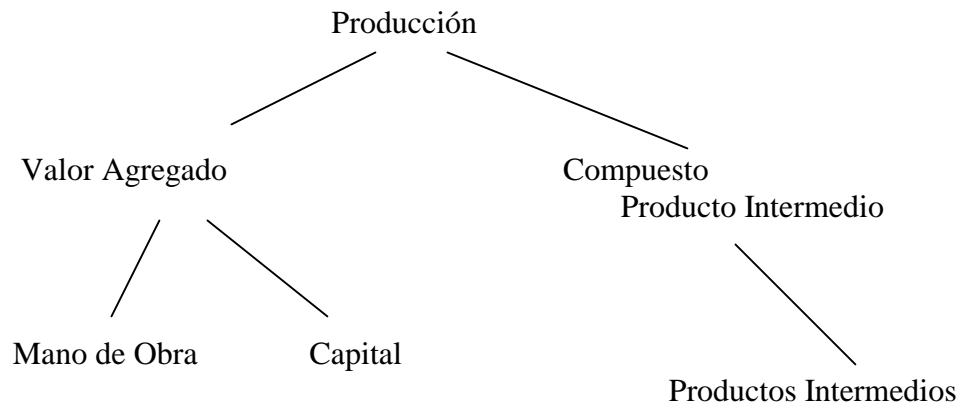 Producción
Valor Agregado
Compuesto
Producto Intermedio
Mano de Obra
Capital
Productos Intermedios